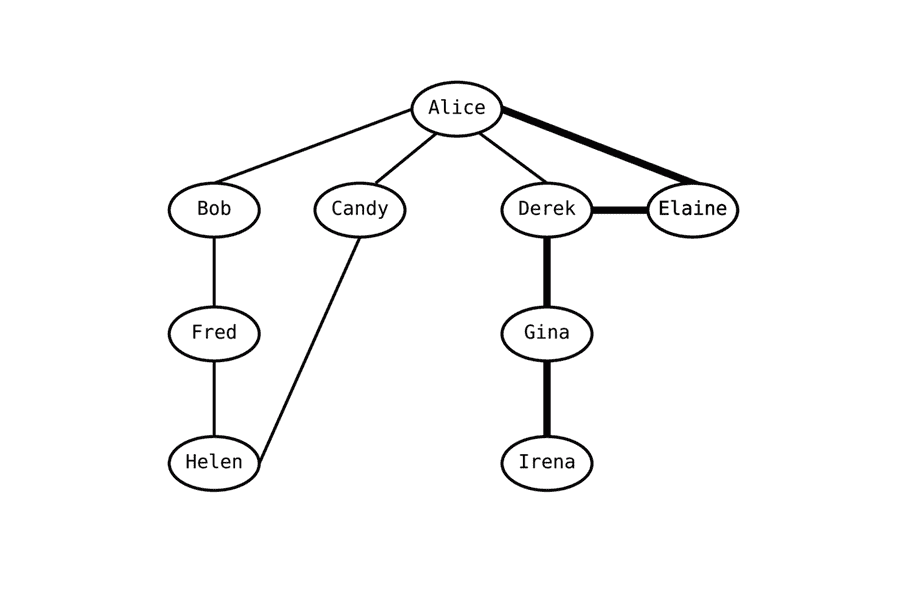 Alice
Bob
Candy
Derek
Elaine
Fred
Gina
Helen
Irena